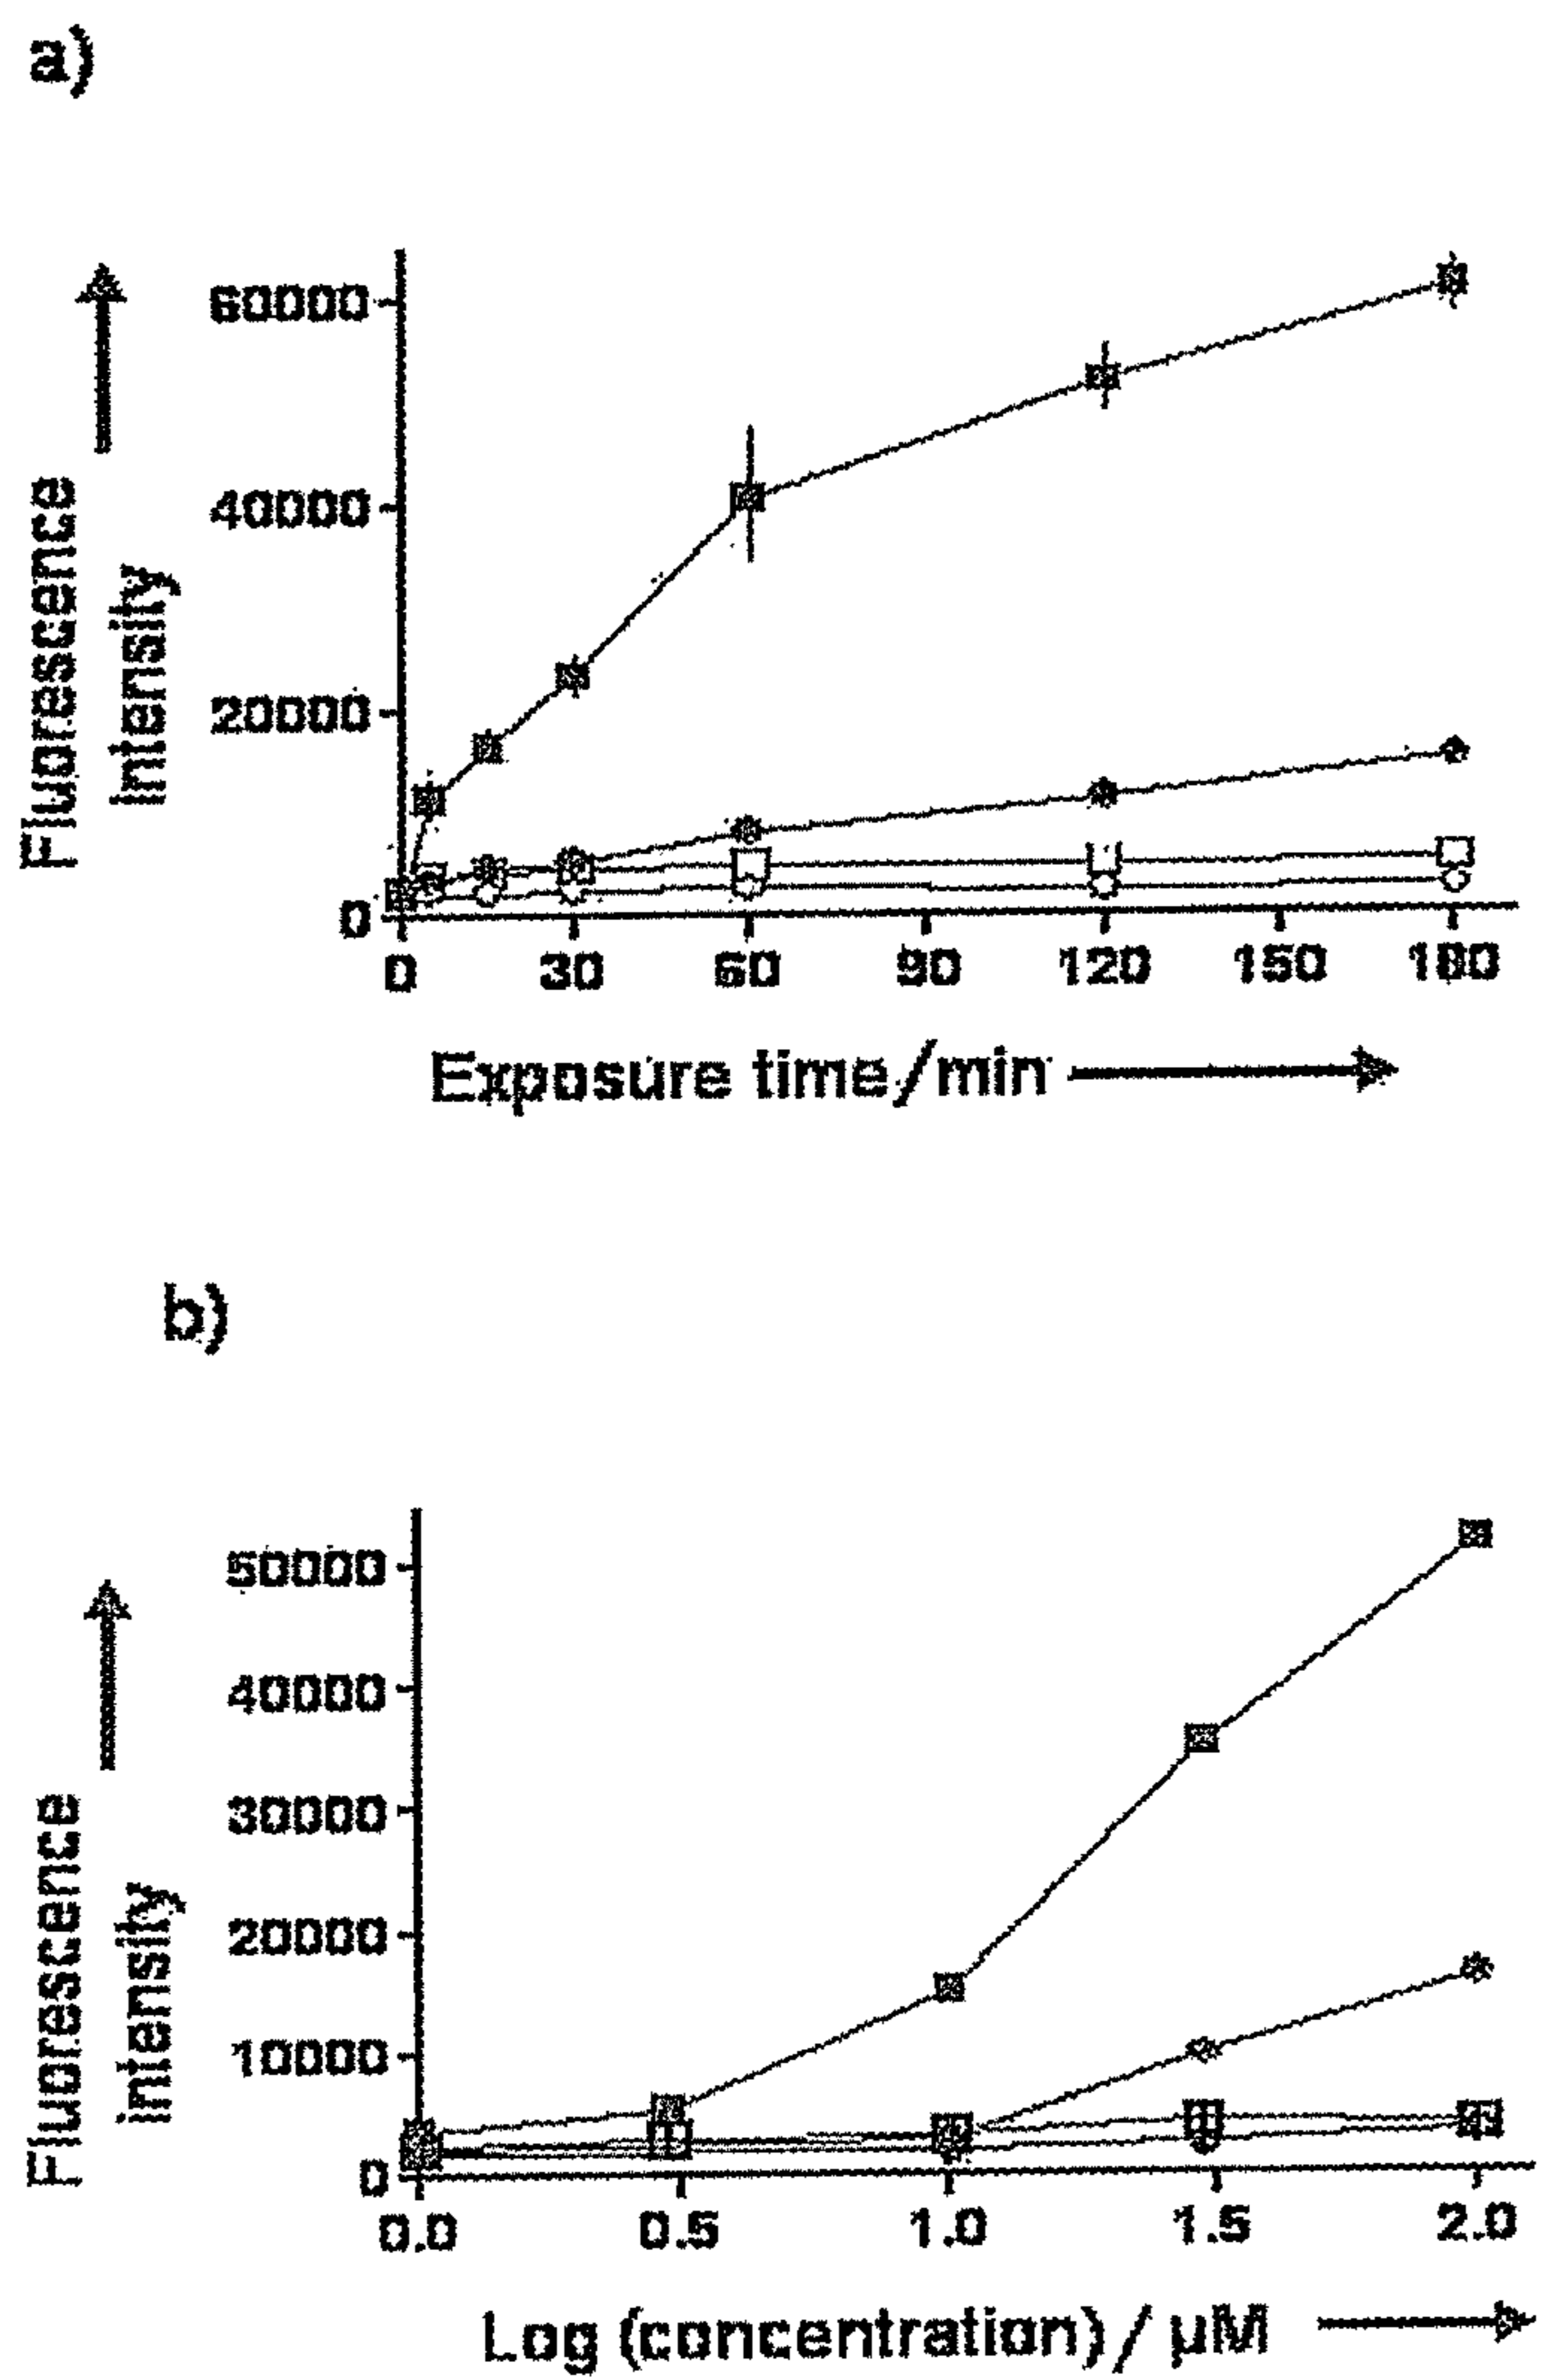 a)
Fluorescence
intensity
60000
40000
20000
0
0 30 60 90 120 150 180
Exposure time/min
b)
Fluorescence
intensity
50000
40000
30000
20000
10000
0
0.0 0.5 1.0 1.5 2.0
Log (concentration)/ μM